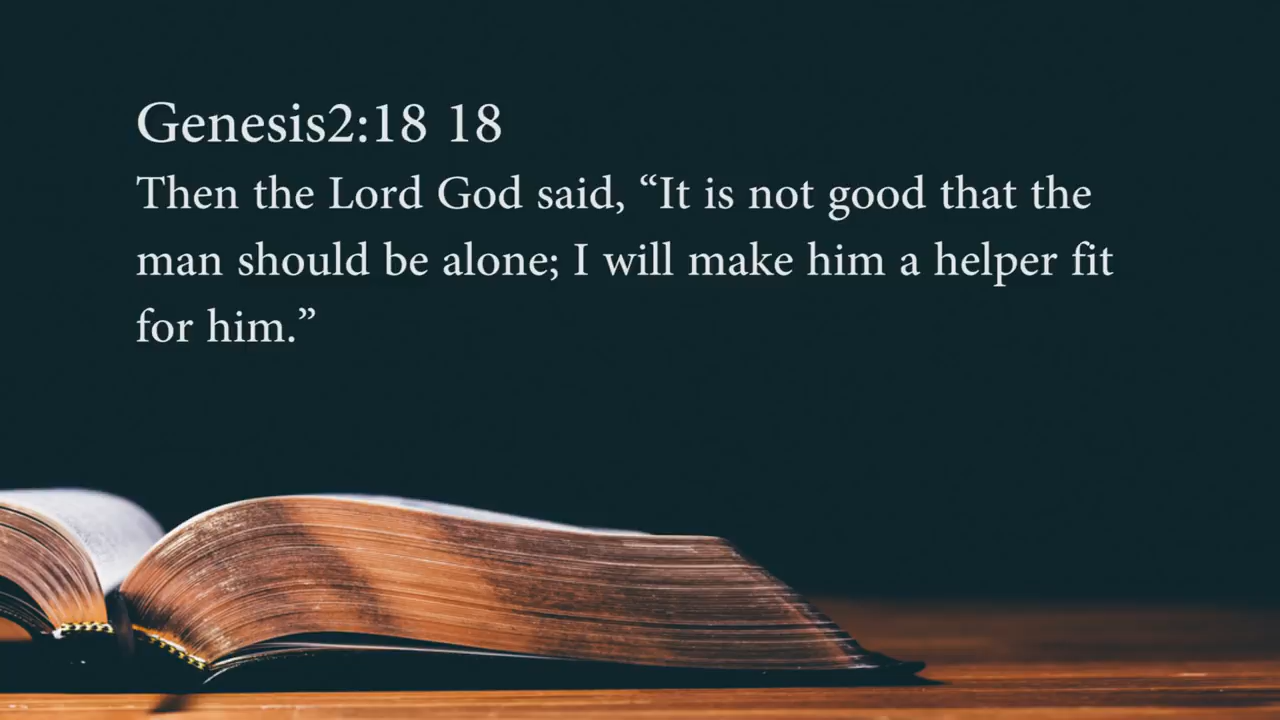 Genesis2:18 18
Then the Lord God said, “It is not good that the
man should be alone; I will make him a helper fit
for him.”